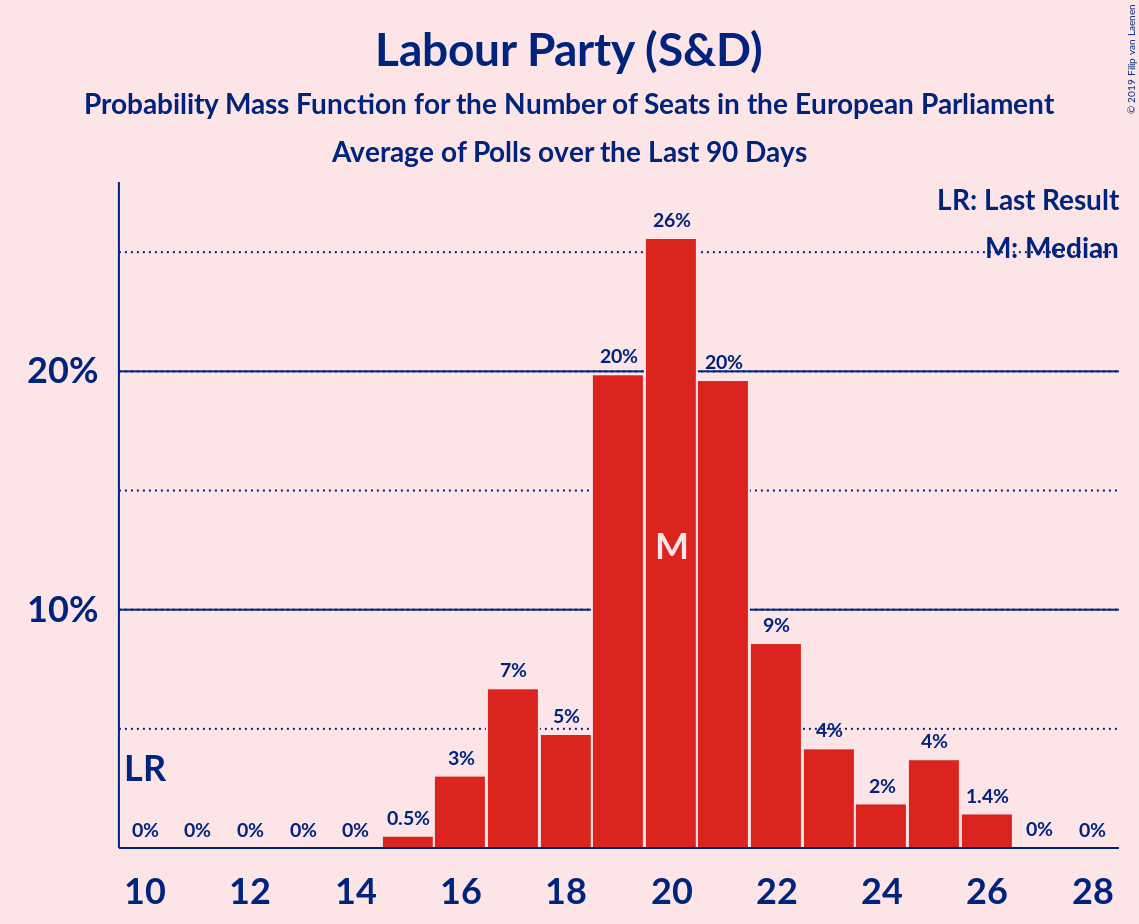 Labour Party (S&D)
Probability Mass Function for the Number of Seats in the European Parliament
Average of Polls over the Last 90 Days
© 2019 Filip van Laenen
LR: Last Result
M: Median
26%
20%
20%
20%
M
10%
9%
7%
5%
4%
4%
3%
2%
1.4%
0.5%
LR
0%
0%
0%
0%
0%
0%
0%
10 12 14 16 18 20 22 24 26 28